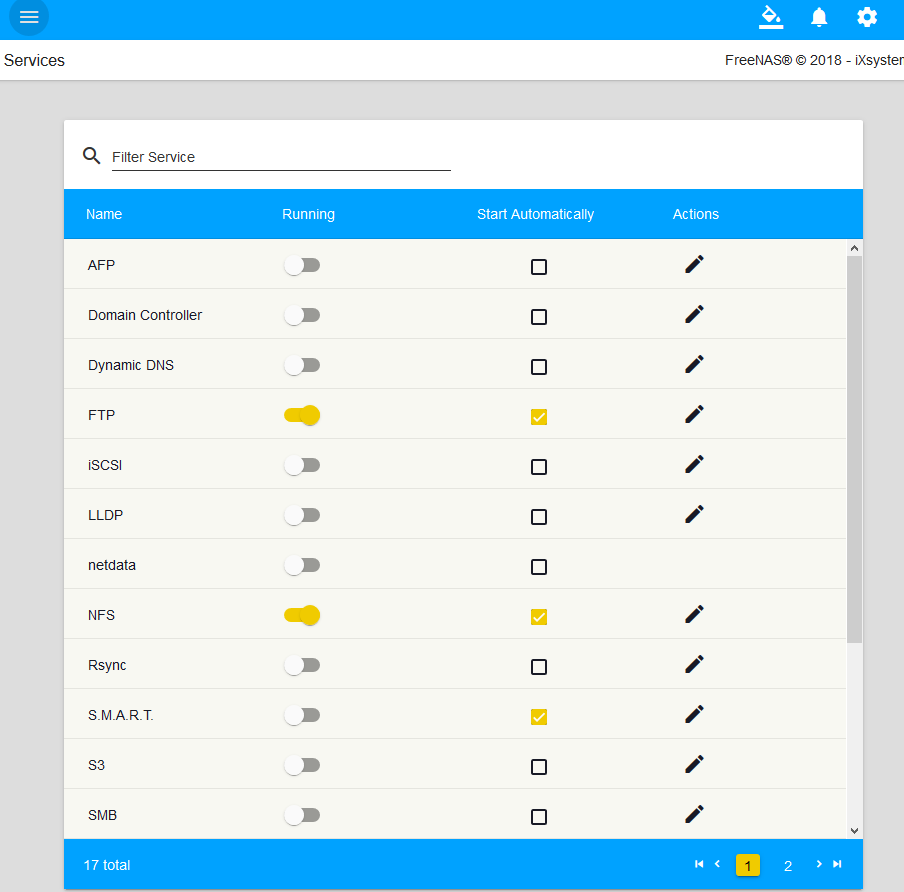 Services FreeNAS® © 2018 - iXsyster
Filter Service
Name Running Start Automatically Actions
AFP
Domain Controller
Dynamic DNS
FTP
iSCSI
LLDP
netdata
NFS
Rsync
S.M.A.R.T.
S3
SMB
17 total 1 2